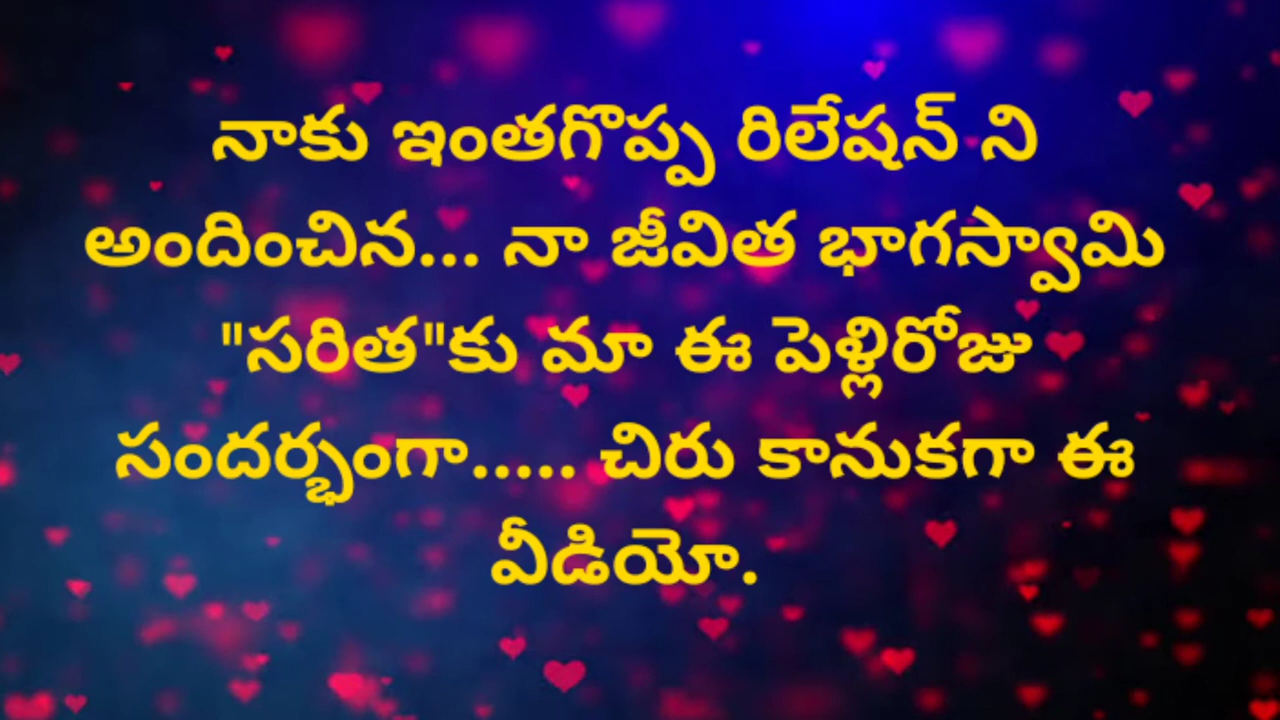 నాకు ఇంతగొప్ప రిలేషన్ ని
అందించిన... నా జీవిత భాగస్వామి
"సరిత"కు మా ఈ పెళ్లిరోజు
సందర్భంగా..... చిరు కానుకగా ఈ
వీడియో.